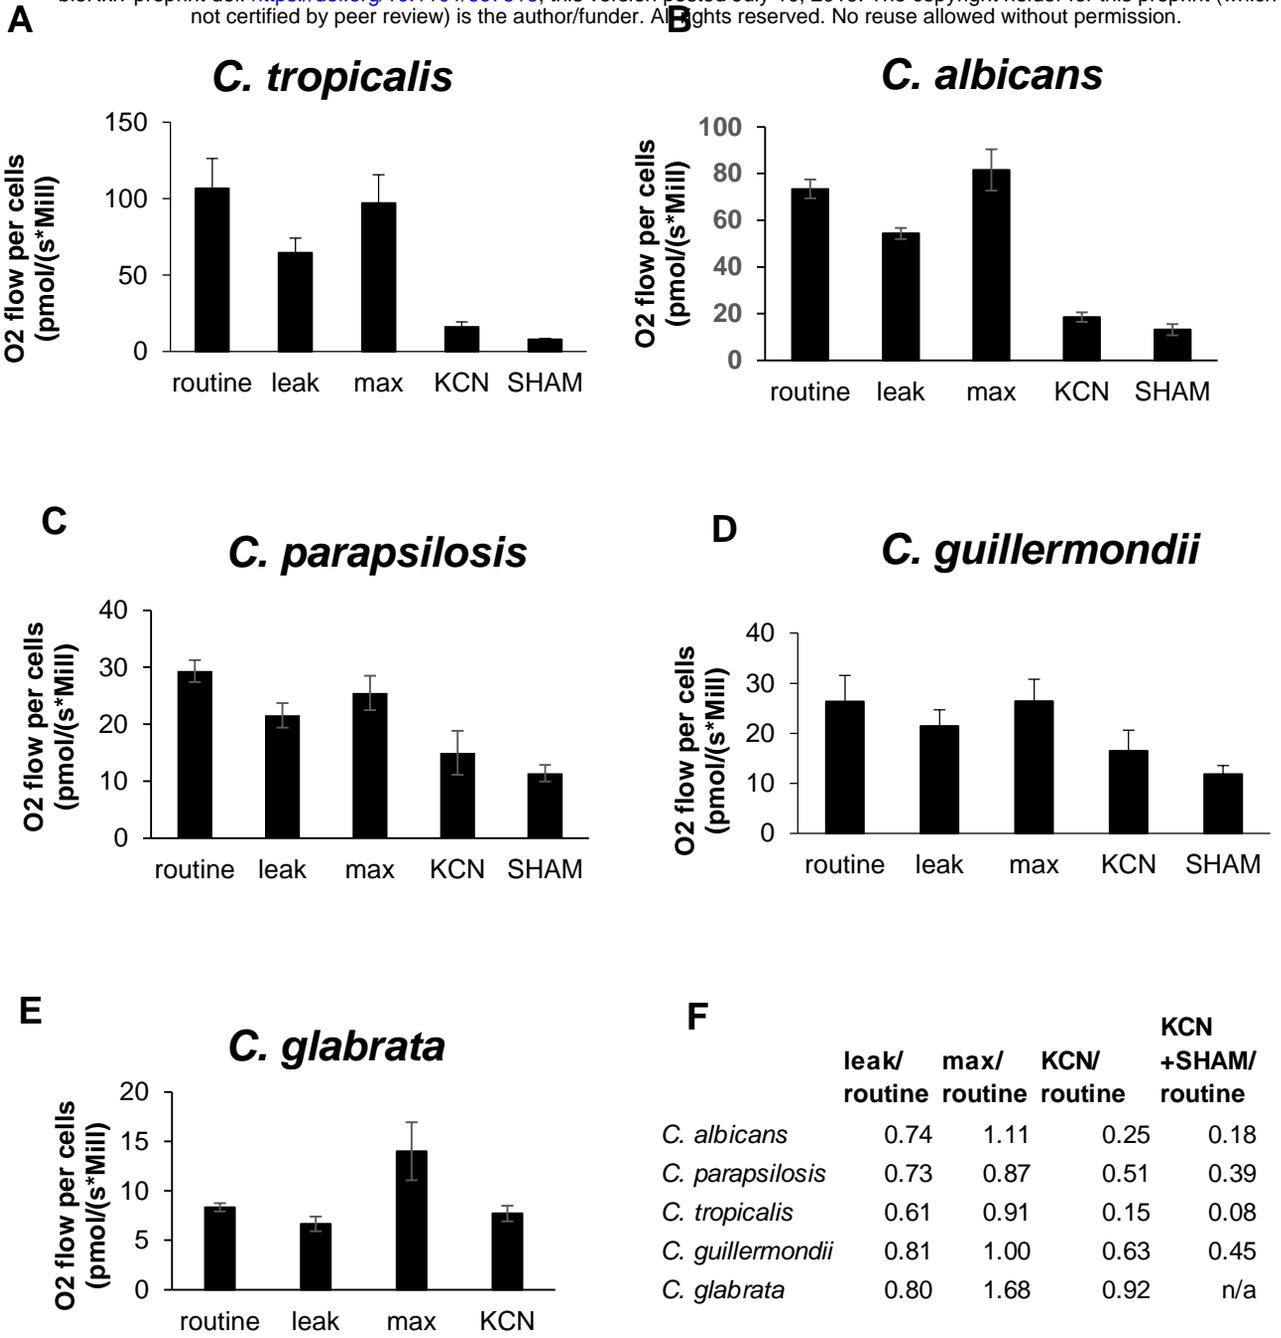 not certified by peer review) is the author/funder. All rights reserved. No reuse allowed without permission.
A
B
C. tropicalis
O2 flow per cells
(pmol/(s*Mill)
150
100
50
0
routine leak max KCN SHAM
C. albicans
O2 flow per cells
(pmol/(s*Mill)
100
80
60
40
20
0
routine leak max KCN SHAM
C
C. parapsilosis
O2 flow per cells
(pmol/(s*Mill)
40
30
20
10
0
routine leak max KCN SHAM
D
C. guillermondii
O2 flow per cells
(pmol/(s*Mill)
40
30
20
10
0
routine leak max KCN SHAM
E
C. glabrata
O2 flow per cells
(pmol/(s*Mill)
20
15
10
5
0
routine leak max KCN
F
KCN
leak/ max/ KCN/ +SHAM/
routine routine routine routine
C. albicans 0.74 1.11 0.25 0.18
C. parapsilosis 0.73 0.87 0.51 0.39
C. tropicalis 0.61 0.91 0.15 0.08
C. guillermondii 0.81 1.00 0.63 0.45
C. glabrata 0.80 1.68 0.92 n/a